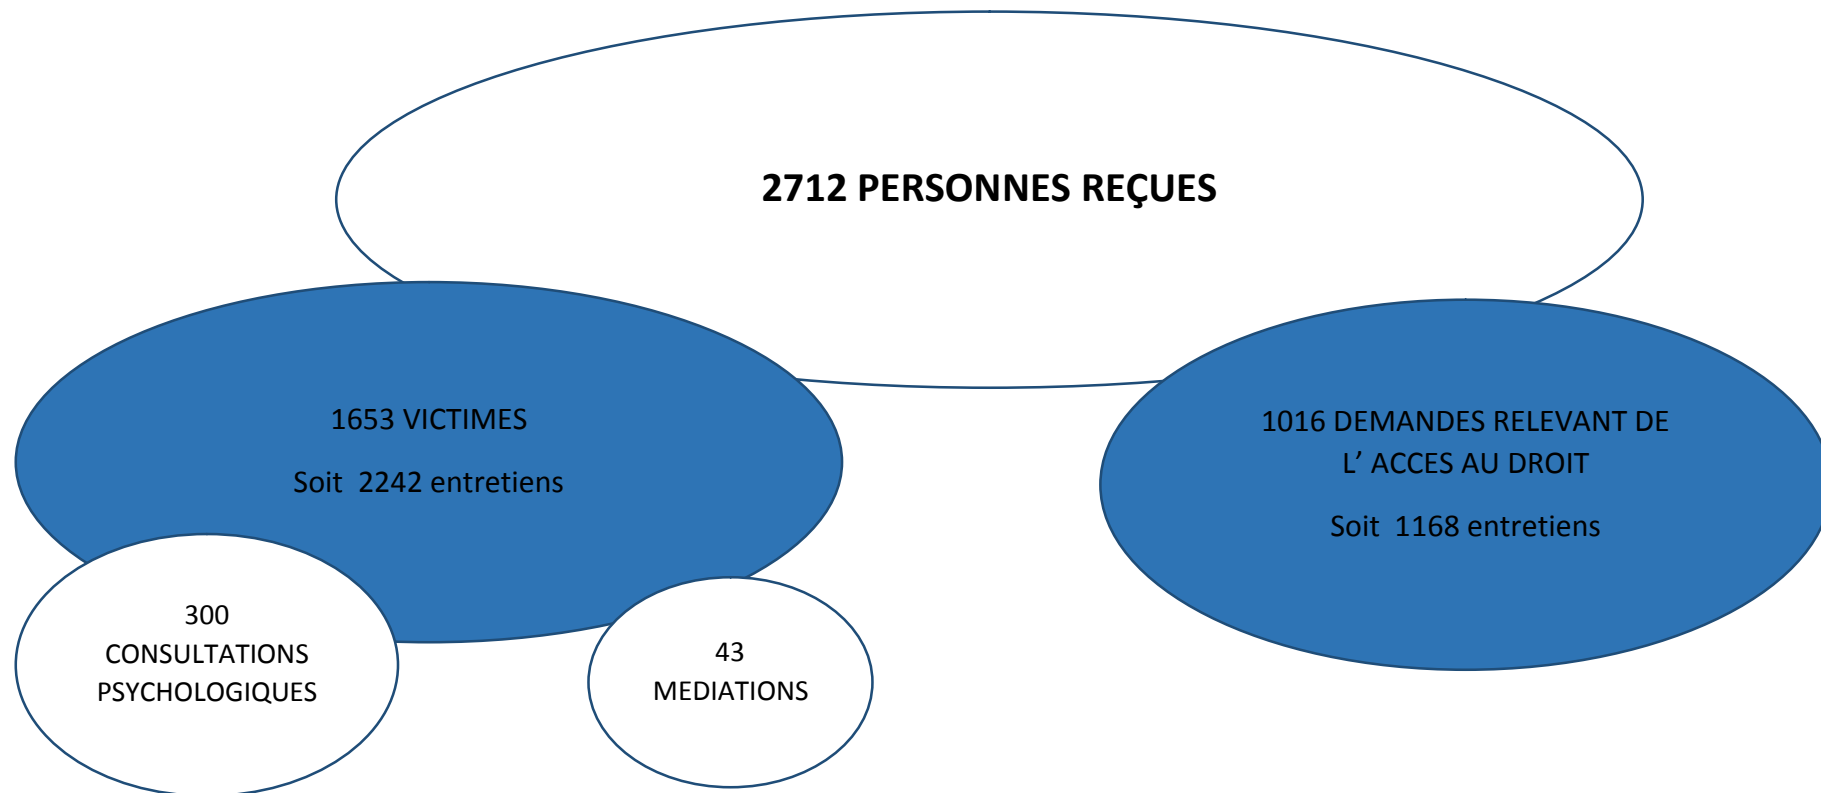 2712 PERSONNES REÇUES
1653 VICTIMES
Soit 2242 entretiens
1016 DEMANDES RELEVANT DE
L’ ACCES AU DROIT
Soit 1168 entretiens
300
CONSULTATIONS
PSYCHOLOGIQUES
43
MEDIATIONS